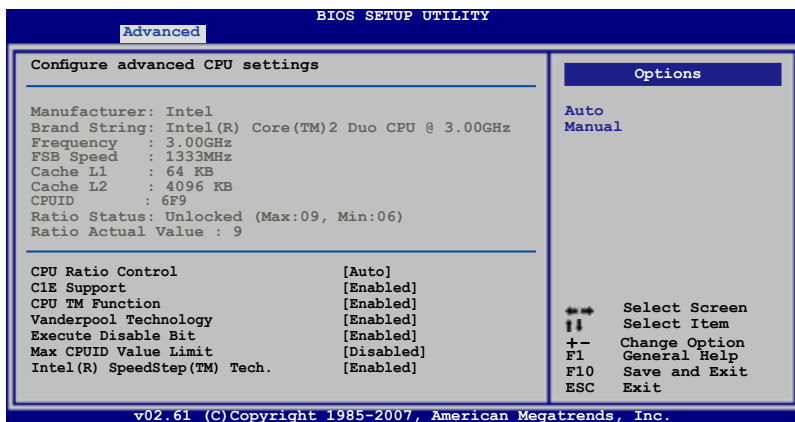 BIOS SETUP UTILITY
Advanced
Configure advanced CPU settings
Manufacturer: Intel
Brand String: Intel(R) Core(TM)2 Duo CPU @ 3.00GHz
Frequency : 3.00GHz
FSB Speed : 1333MHz
Cache L1 : 64 KB
Cache L2 : 4096 KB
CPUID : 6F9
Ratio Status: Unlocked (Max:09, Min:06)
Ratio Actual Value : 9
CPU Ratio Control [Auto]
C1E Support [Enabled]
CPU TM Function [Enabled]
Vanderpool Technology [Enabled]
Execute Disable Bit [Enabled]
Max CPUID Value Limit [Disabled]
Intel(R) SpeedStep(TM) Tech. [Enabled]
Options
Auto
Manual
←→ Select Screen
↑↓ Select Item
+- Change Option
F1 General Help
F10 Save and Exit
ESC Exit
v02.61 (C)Copyright 1985-2007, American Megatrends, Inc.